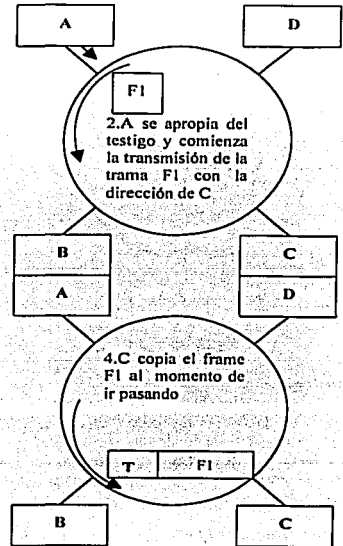 A
D
F1
2.A se apropia del
testigo y comienza
la transmisión de la
trama F1 con la
dirección de C
B
C
A
D
4.C copia el frame
F1 al momento de
ir pasando
T
F1
B
C